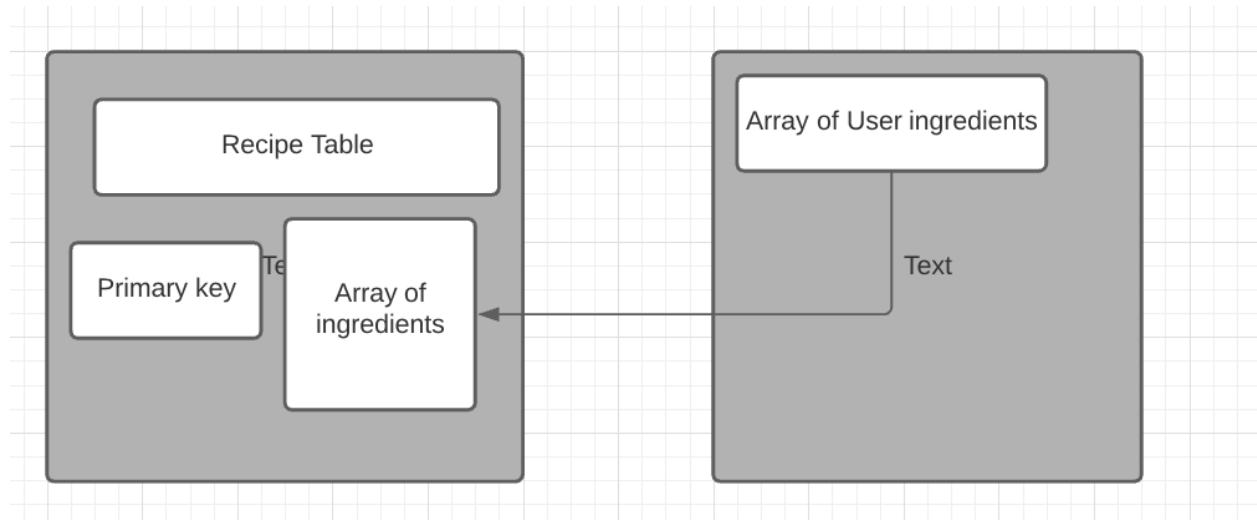 Recipe Table
Array of User ingredients
Primary key
Array of
ingredients
Text